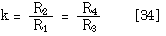 k = R₂/R₁ = R₄/R₃ [34]